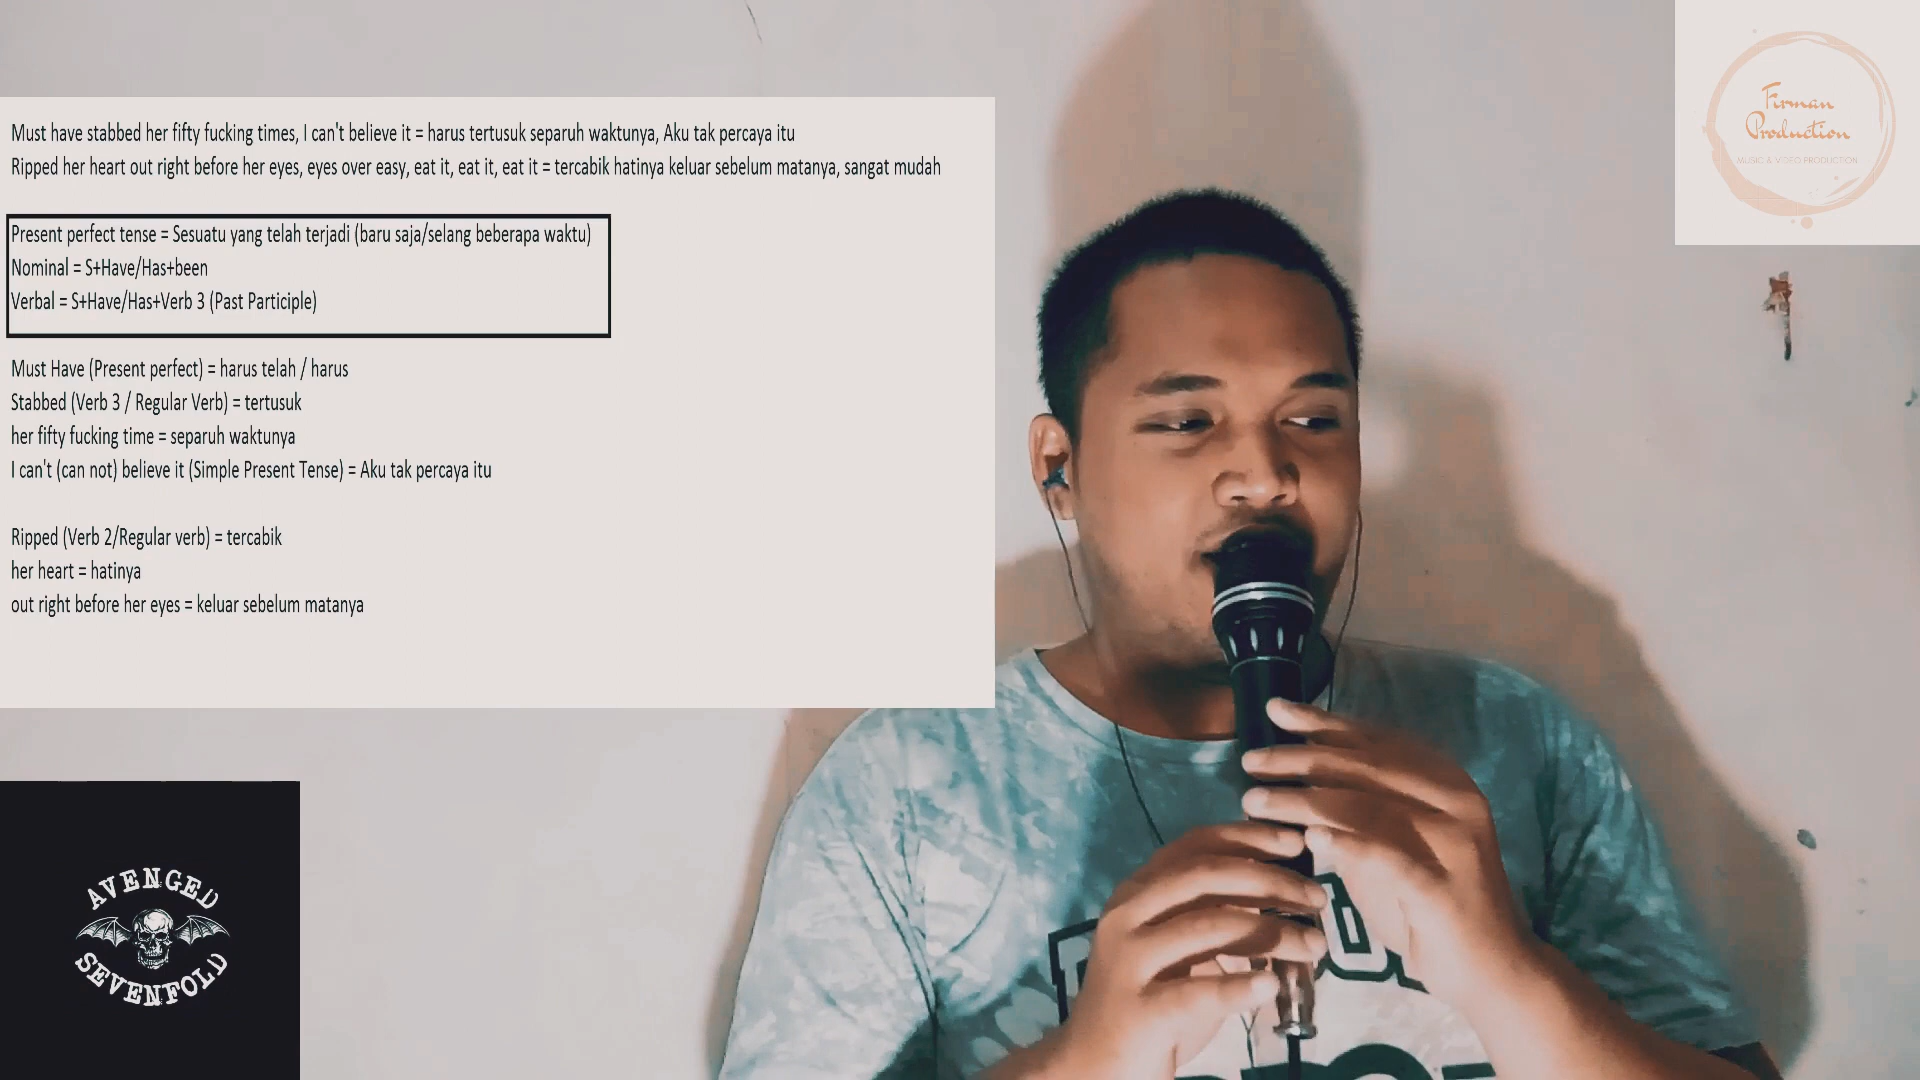 Must have stabbed her fifty fucking times, I can't believe it = harus tertusuk separuh waktunya, Aku tak percaya itu
Ripped her heart out right before her eyes, eyes over easy, eat it, eat it, eat it = tercabik hatinya keluar sebelum matanya, sangat mudah
Present perfect tense = Sesuatu yang telah terjadi (baru saja/selang beberapa waktu)
Nominal = S+Have/Has+been
Verbal = S+Have/Has+Verb 3 (Past Participle)
Must Have (Present perfect) = harus telah / harus
Stabbed (Verb 3 / Regular Verb) = tertusuk
her fifty fucking time = separuh waktunya
I can't (can not) believe it (Simple Present Tense) = Aku tak percaya itu
Ripped (Verb 2/Regular verb) = tercabik
her heart = hatinya
out right before her eyes = keluar sebelum matanya
Firman
Production
MUSIC & VIDEO PRODUCTION
AVENGED
SEVENFOLD